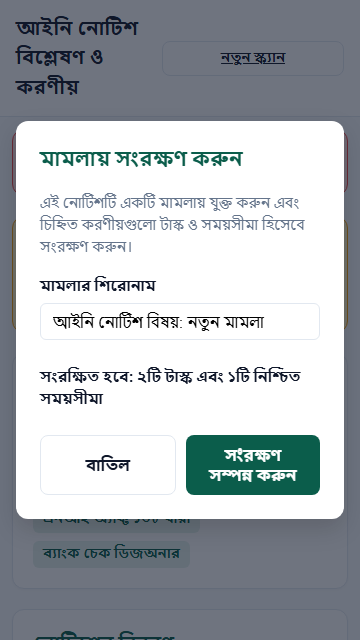 আইনি নোটিশ
বিশ্লেষণ ও
করণীয়
নতুন স্ক্যান
মামলায় সংরক্ষণ করুন
এই নোটিশটি একটি মামলায় যুক্ত করুন এবং
চিহ্নিত করণীয়গুলো টাস্ক ও সময়সীমা হিসেবে
সংরক্ষণ করুন।
মামলার শিরোনাম
আইনি নোটিশ বিষয়: নতুন মামলা
সংরক্ষিত হবে: ২টি টাস্ক এবং ১টি নিশ্চিত
সময়সীমা
বাতিল
সংরক্ষণ
সম্পন্ন করুন
ব্যাংক চেক ডিজঅনার